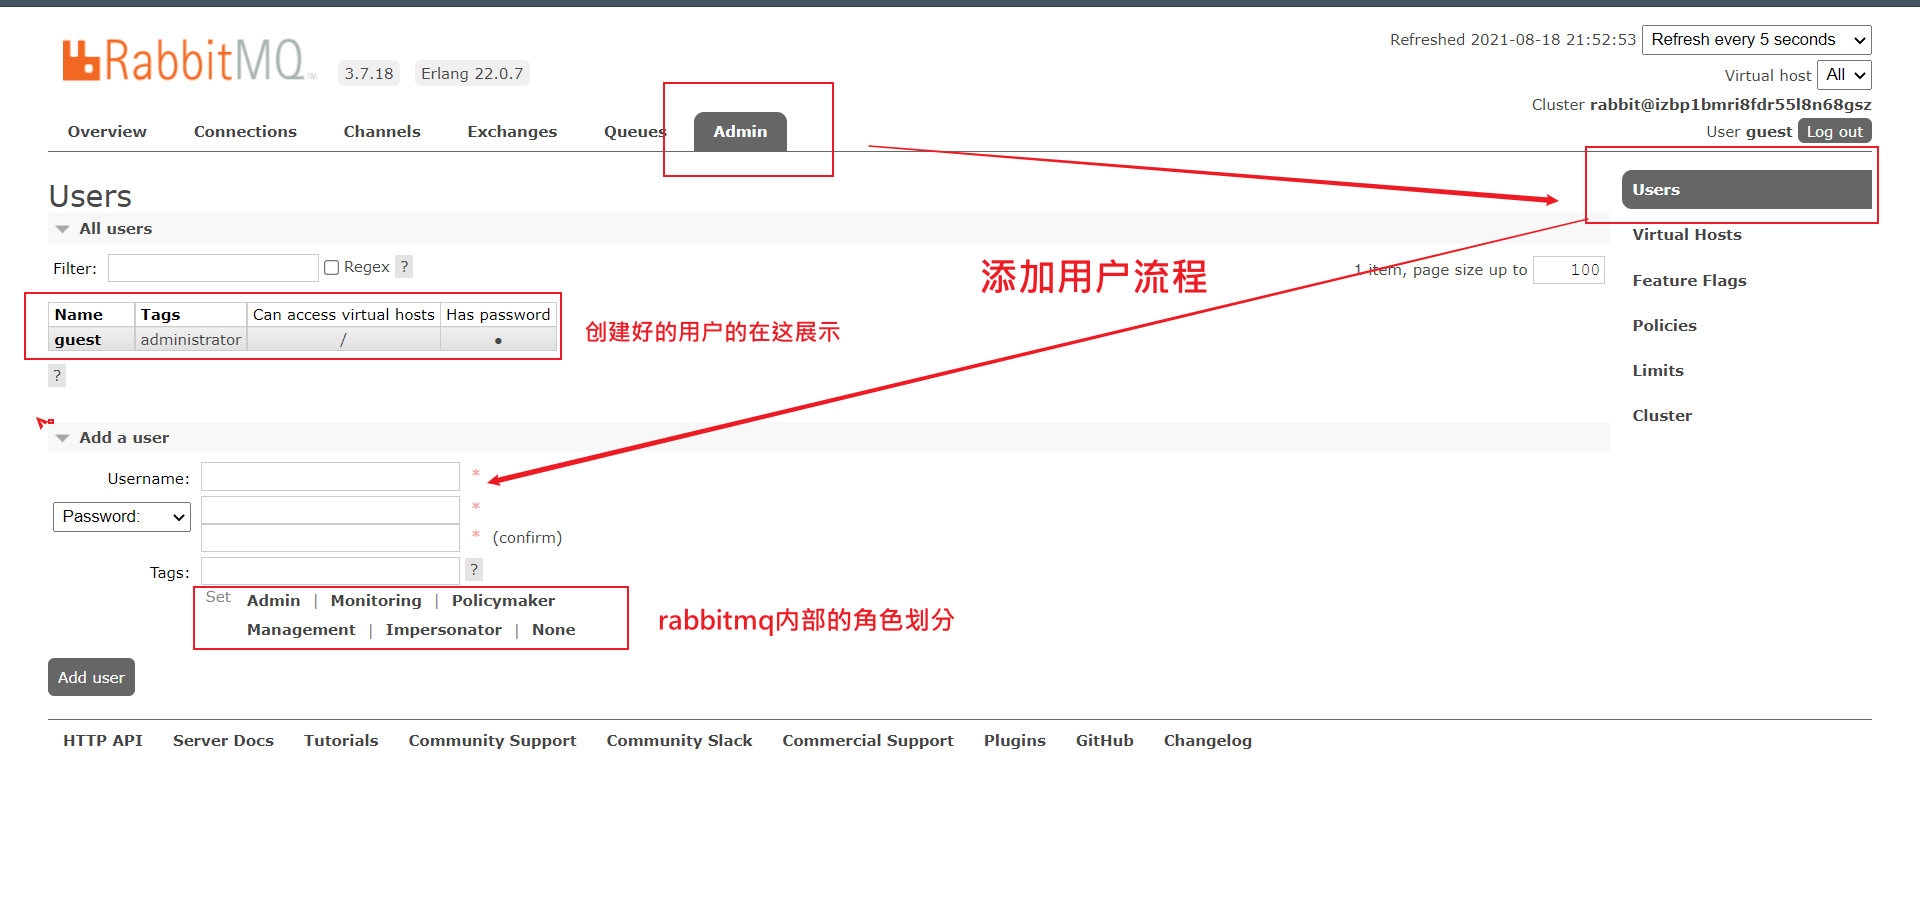 RabbitMQ TM 3.7.18 Erlang 22.0.7
Refreshed 2021-08-18 21:52:53 Refresh every 5 seconds
Virtual host All
Cluster rabbit@izbp1bmri8fdr55l8n68gsz
User guest Log out
Overview Connections Channels Exchanges Queues Admin
Users
All users
Filter: Regex ?
1 item, page size up to 100
Name Tags Can access virtual hosts Has password
guest administrator / ●
?
创建好的用户的在这展示
添加用户流程
Users
Virtual Hosts
Feature Flags
Policies
Limits
Cluster
Add a user
Username: *
Password: *
* (confirm)
Tags: ?
Set Admin | Monitoring | Policymaker
Management | Impersonator | None
rabbitmq内部的角色划分
Add user
HTTP API Server Docs Tutorials Community Support Community Slack Commercial Support Plugins GitHub Changelog